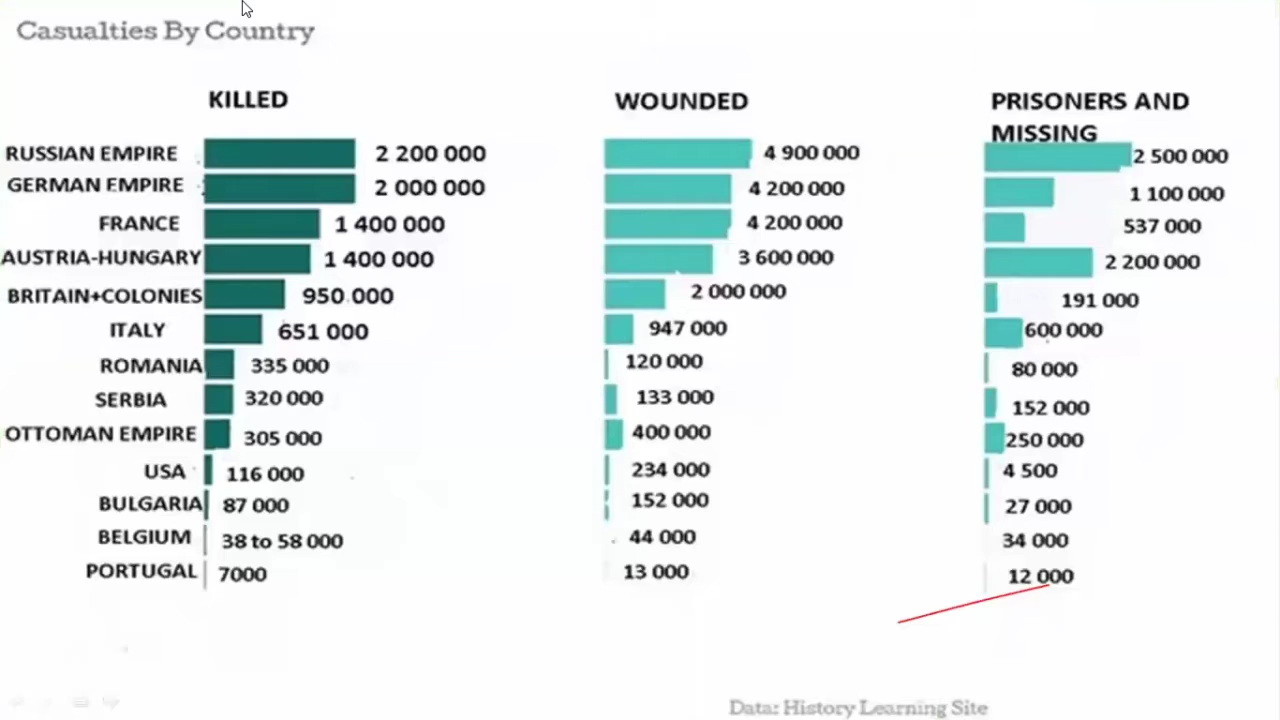 Casualties By Country
KILLED WOUNDED PRISONERS AND
MISSING
RUSSIAN EMPIRE 2 200 000 4 900 000 2 500 000
GERMAN EMPIRE 2 000 000 4 200 000 1 100 000
FRANCE 1 400 000 4 200 000 537 000
AUSTRIA-HUNGARY 1 400 000 3 600 000 2 200 000
BRITAIN+COLONIES 950 000 2 000 000 191 000
ITALY 651 000 947 000 600 000
ROMANIA 335 000 120 000 80 000
SERBIA 320 000 133 000 152 000
OTTOMAN EMPIRE 305 000 400 000 250 000
USA 116 000 234 000 4 500
BULGARIA 87 000 152 000 27 000
BELGIUM 38 to 58 000 44 000 34 000
PORTUGAL 7000 13 000 12 000
Data: History Learning Site